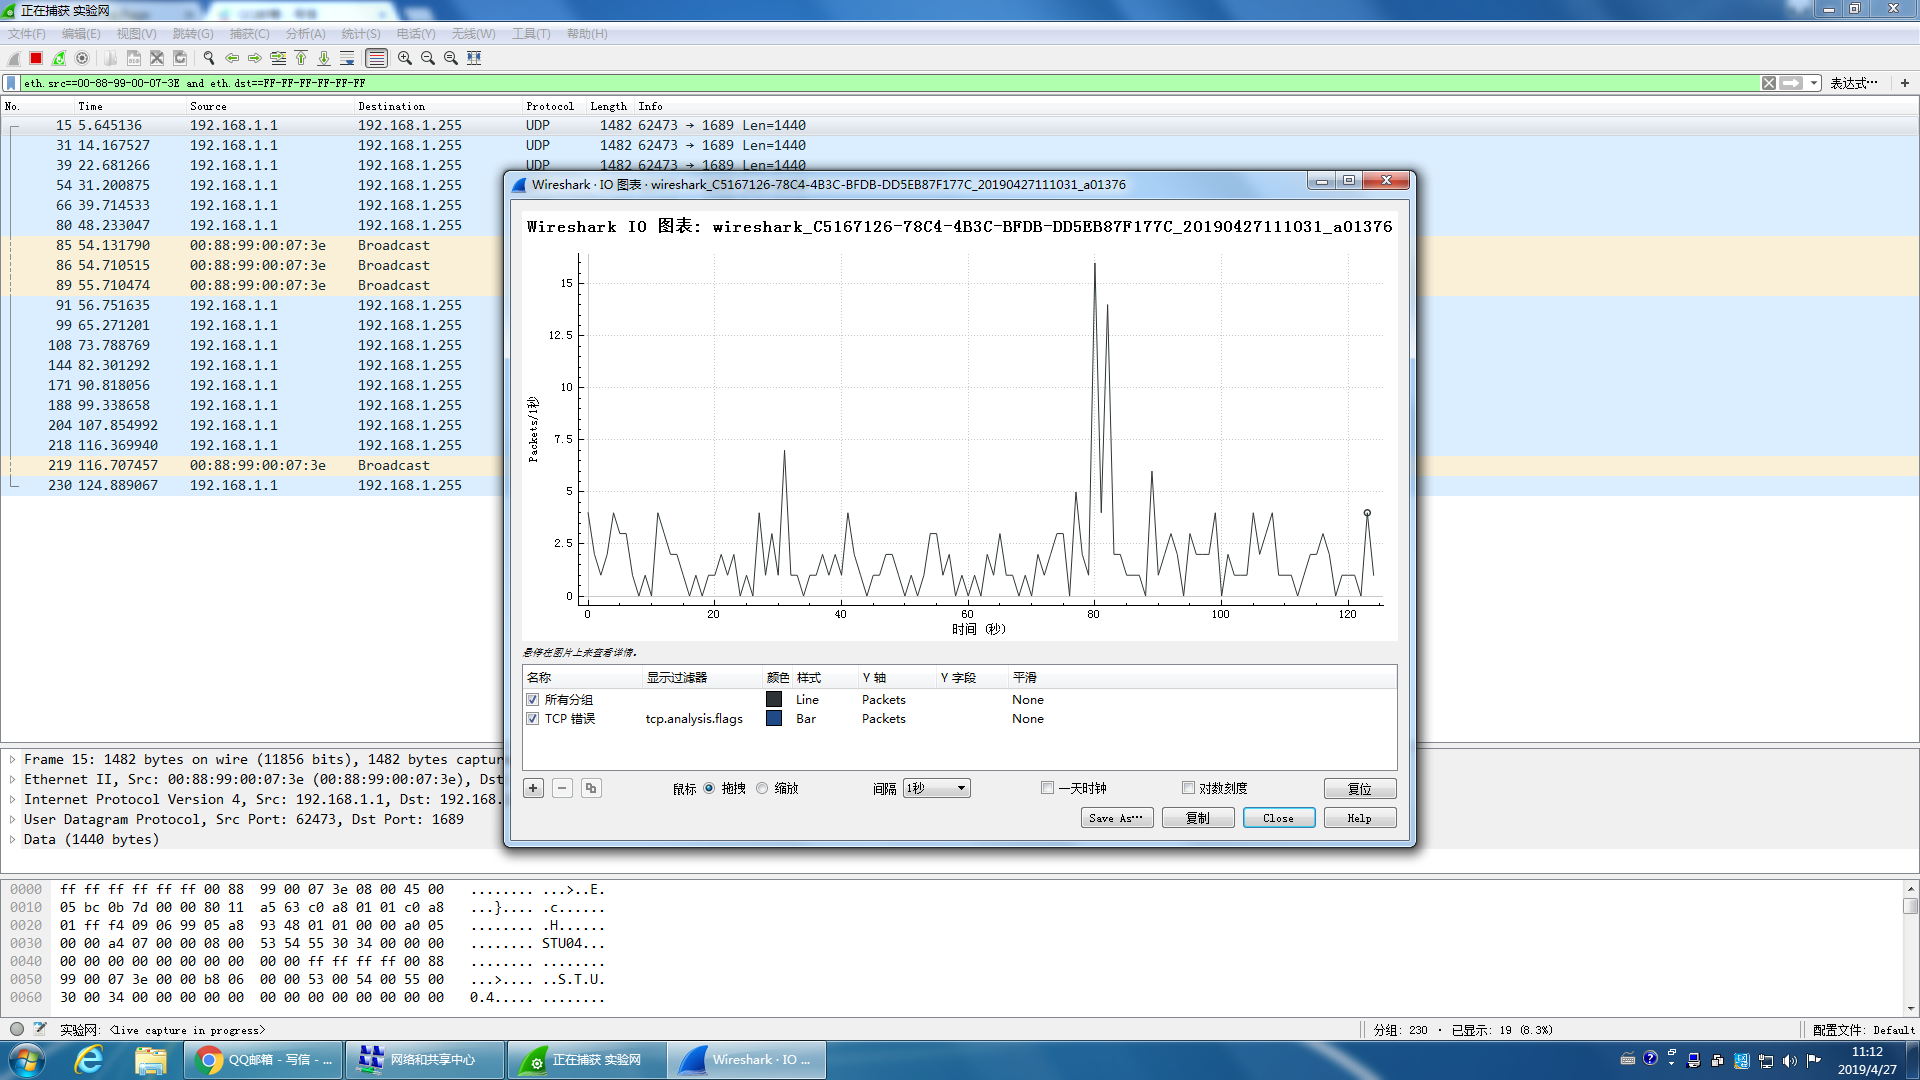 正在捕获 实验网
文件(F) 编辑(E) 视图(V) 跳转(G) 捕获(C) 分析(A) 统计(S) 电话(Y) 无线(W) 工具(T) 帮助(H)
eth.src==00-88-99-00-07-3E and eth.dst==FF-FF-FF-FF-FF-FF
表达式…
+
No. Time Source Destination Protocol Length Info
15 5.645136 192.168.1.1 192.168.1.255 UDP 1482 62473 → 1689 Len=1440
31 14.167527 192.168.1.1 192.168.1.255 UDP 1482 62473 → 1689 Len=1440
39 22.681266 192.168.1.1 192.168.1.255 UDP 1482 62473 → 1689 Len=1440
54 31.200875 192.168.1.1 192.168.1.255
66 39.714533 192.168.1.1 192.168.1.255
80 48.233047 192.168.1.1 192.168.1.255
85 54.131790 00:88:99:00:07:3e Broadcast
86 54.710515 00:88:99:00:07:3e Broadcast
89 55.710474 00:88:99:00:07:3e Broadcast
91 56.751635 192.168.1.1 192.168.1.255
99 65.271201 192.168.1.1 192.168.1.255
108 73.788769 192.168.1.1 192.168.1.255
144 82.301292 192.168.1.1 192.168.1.255
171 90.818056 192.168.1.1 192.168.1.255
188 99.338658 192.168.1.1 192.168.1.255
204 107.854992 192.168.1.1 192.168.1.255
218 116.369940 192.168.1.1 192.168.1.255
219 116.707457 00:88:99:00:07:3e Broadcast
230 124.889067 192.168.1.1 192.168.1.255
Wireshark · IO 图表 · wireshark_C5167126-78C4-4B3C-BFDB-DD5EB87F177C_20190427111031_a01376
Wireshark IO 图表: wireshark_C5167126-78C4-4B3C-BFDB-DD5EB87F177C_20190427111031_a01376
15
12.5
10
7.5
5
2.5
0
Packets/1秒
0 20 40 60 80 100 120
时间 (秒)
悬停在图片上来查看详情。
名称 显示过滤器 颜色 样式 Y 轴 Y 字段 平滑
所有分组 Line Packets None
TCP 错误 tcp.analysis.flags Bar Packets None
鼠标 拖拽 缩放 间隔 1秒 一天时钟 对数刻度 复位
Save As… 复制 Close Help
Frame 15: 1482 bytes on wire (11856 bits), 1482 bytes captur
Ethernet II, Src: 00:88:99:00:07:3e (00:88:99:00:07:3e), Dst
Internet Protocol Version 4, Src: 192.168.1.1, Dst: 192.168.
User Datagram Protocol, Src Port: 62473, Dst Port: 1689
Data (1440 bytes)
0000 ff ff ff ff ff ff 00 88 99 00 07 3e 08 00 45 00 ........ ...>..E.
0010 05 bc 0b 7d 00 00 80 11 a5 63 c0 a8 01 01 c0 a8 ...}.... .c......
0020 01 ff f4 09 06 99 05 a8 93 48 01 01 00 00 a0 05 ........ .H......
0030 00 00 a4 07 00 00 08 00 53 54 55 30 34 00 00 00 ........ STU04...
0040 00 00 00 00 00 00 00 00 00 00 ff ff ff ff 00 88 ........ ........
0050 99 00 07 3e 00 00 b8 06 00 00 53 00 54 00 55 00 ...>.... ..S.T.U.
0060 30 00 34 00 00 00 00 00 00 00 00 00 00 00 00 00 0.4..... ........
实验网: <live capture in progress>
分组: 230 · 已显示: 19 (8.3%)
配置文件: Default
QQ邮箱 - 写信 - ...
网络和共享中心
正在捕获 实验网
Wireshark · IO ...
11:12
2019/4/27